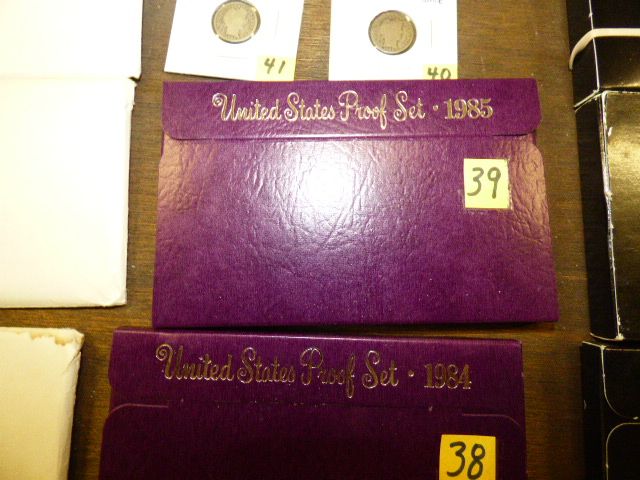 41
40
United States Proof Set · 1985
39
United States Proof Set · 1984
38